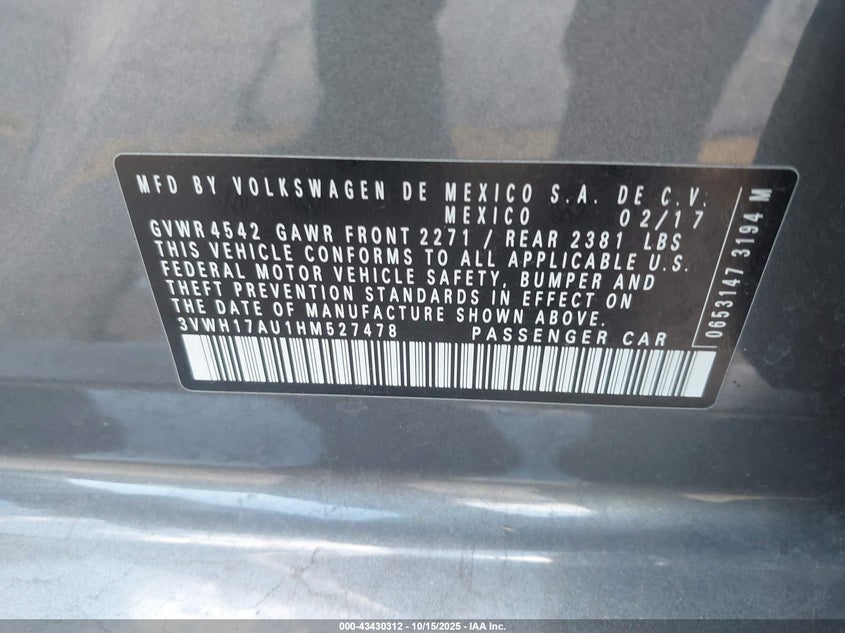 MFD BY VOLKSWAGEN DE MEXICO S.A. DE C.V.
MEXICO 02/17
GVWR 4542 GAWR FRONT 2271 / REAR 2381 LBS
THIS VEHICLE CONFORMS TO ALL APPLICABLE U.S.
FEDERAL MOTOR VEHICLE SAFETY, BUMPER AND
THEFT PREVENTION STANDARDS IN EFFECT ON
THE DATE OF MANUFACTURE SHOWN ABOVE.
3VWH17AU1HM527478 PASSENGER CAR
0653147 3194 M
000-43430312 - 10/15/2025 - IAA Inc.